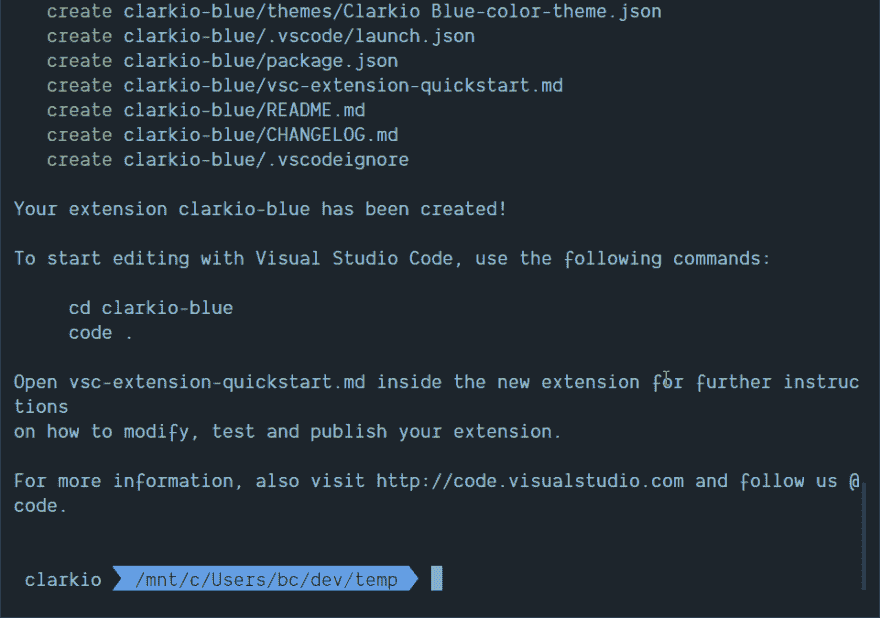 create clarkio-blue/themes/Clarkio Blue-color-theme.json
create clarkio-blue/.vscode/launch.json
create clarkio-blue/package.json
create clarkio-blue/vsc-extension-quickstart.md
create clarkio-blue/README.md
create clarkio-blue/CHANGELOG.md
create clarkio-blue/.vscodeignore
Your extension clarkio-blue has been created!
To start editing with Visual Studio Code, use the following commands:
cd clarkio-blue
code .
Open vsc-extension-quickstart.md inside the new extension for further instruc
tions
on how to modify, test and publish your extension.
For more information, also visit http://code.visualstudio.com and follow us @
code.
clarkio /mnt/c/Users/bc/dev/temp